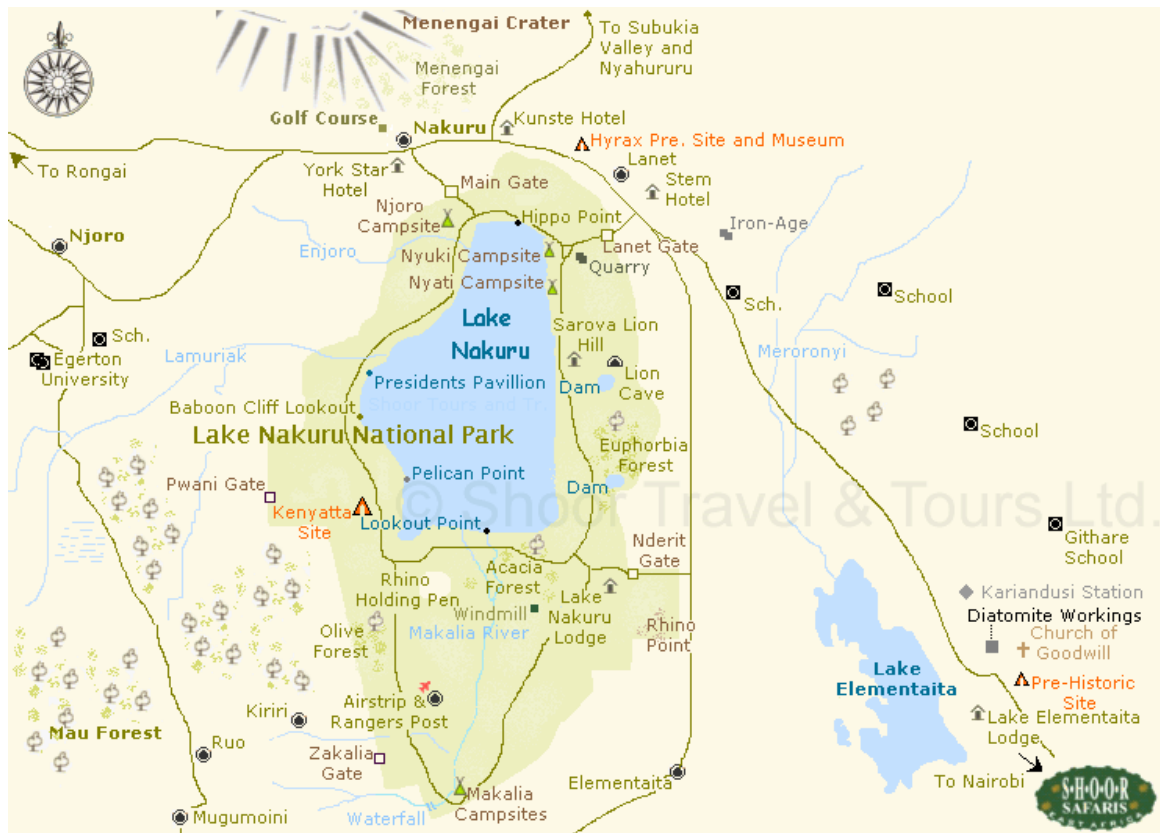 Menengai Crater
To Subukia
Valley and
Nyahururu
Menengai
Forest
Golf Course
Nakuru
Kunste Hotel
Hyrax Pre. Site and Museum
To Rongai
York Star
Hotel
Main Gate
Lanet
Stem
Hotel
Njoro
Campsite
Hippo Point
Iron-Age
Njoro
Enjoro
Nyuki Campsite
Lanet Gate
Quarry
Nyati Campsite
Sch.
School
Lake
Nakuru
Sarova Lion
Hill
Sch.
Lamuriak
Meroronyi
Egerton
University
Presidents Pavillion
Dam
Lion
Cave
Baboon Cliff Lookout
Shoor Tours and Tr.
Lake Nakuru National Park
Euphorbia
Forest
School
Pwani Gate
Pelican Point
Dam
© Shoor Travel & Tours Ltd.
Kenyatta
Site
Lookout Point
Nderit
Gate
Githare
School
Rhino
Holding Pen
Acacia
Forest
Lake
Nakuru
Lodge
Kariandusi Station
Windmill
Diatomite Workings
Olive
Forest
Makalia River
Rhino
Point
Church of
Goodwill
Lake
Elementaita
Pre-Historic
Site
Airstrip &
Rangers Post
Kiriri
Lake Elementaita
Lodge
Mau Forest
Ruo
Zakalia
Gate
Elementaita
To Nairobi
Makalia
Campsites
Mugumoini
Waterfall
S·H·O·O·R
SAFARIS
EAST AFRICA